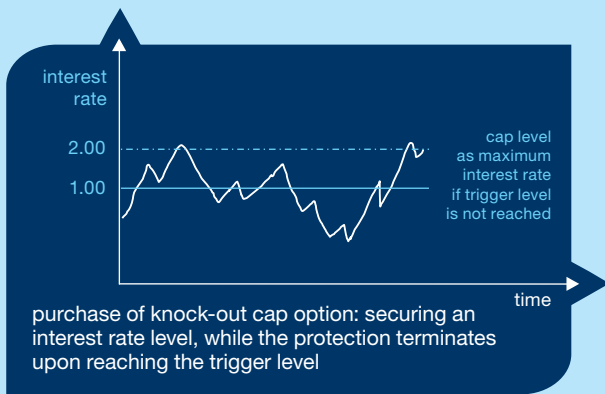 interest
rate
2.00
1.00
cap level
as maximum
interest rate
if trigger level
is not reached
time
purchase of knock-out cap option: securing an
interest rate level, while the protection terminates
upon reaching the trigger level